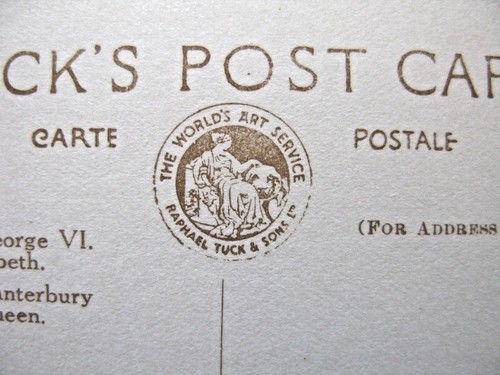 CK'S POST CAR
CARTE POSTALE
THE WORLD'S ART SERVICE
RAPHAEL TUCK & SONS LTD
(FOR ADDRESS
eorge VI.
beth.
anterbury
ueen.